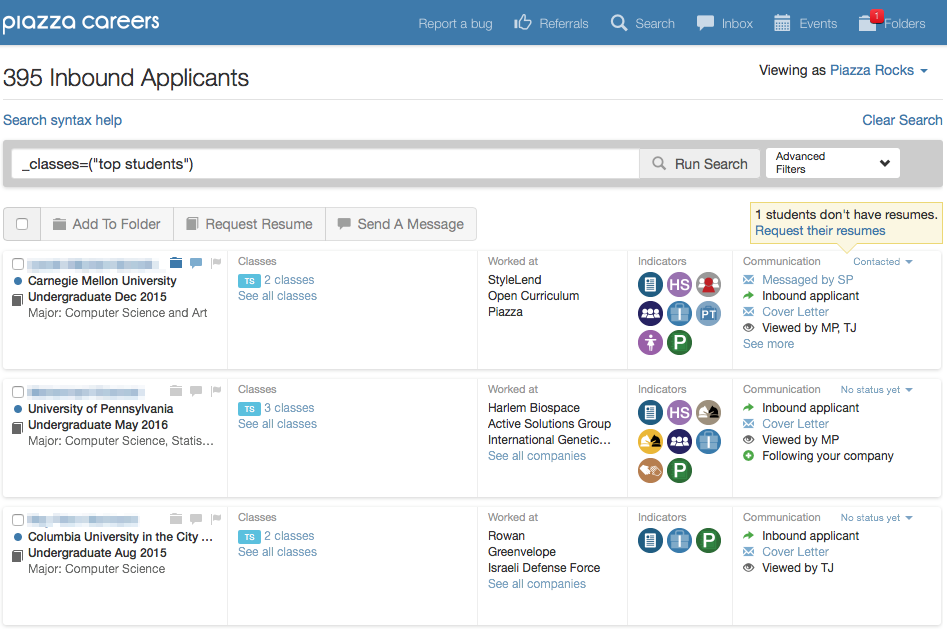 piazza careers
Report a bug
Referrals
Search
Inbox
Events
1
Folders
395 Inbound Applicants
Viewing as Piazza Rocks
Search syntax help
Clear Search
_classes=("top students")
Run Search
Advanced
Filters
Add To Folder
Request Resume
Send A Message
1 students don't have resumes.
Request their resumes
Carnegie Mellon University
Undergraduate Dec 2015
Major: Computer Science and Art
Classes
TS 2 classes
See all classes
Worked at
StyleLend
Open Curriculum
Piazza
Indicators
HS
PT
P
Communication
Contacted
Messaged by SP
Inbound applicant
Cover Letter
Viewed by MP, TJ
See more
University of Pennsylvania
Undergraduate May 2016
Major: Computer Science, Statis...
Classes
TS 3 classes
See all classes
Worked at
Harlem Biospace
Active Solutions Group
International Genetic...
See all companies
Indicators
HS
P
Communication
No status yet
Inbound applicant
Cover Letter
Viewed by MP
Following your company
Columbia University in the City ...
Undergraduate Aug 2015
Major: Computer Science
Classes
TS 2 classes
See all classes
Worked at
Rowan
Greenvelope
Israeli Defense Force
See all companies
Indicators
P
Communication
No status yet
Inbound applicant
Cover Letter
Viewed by TJ